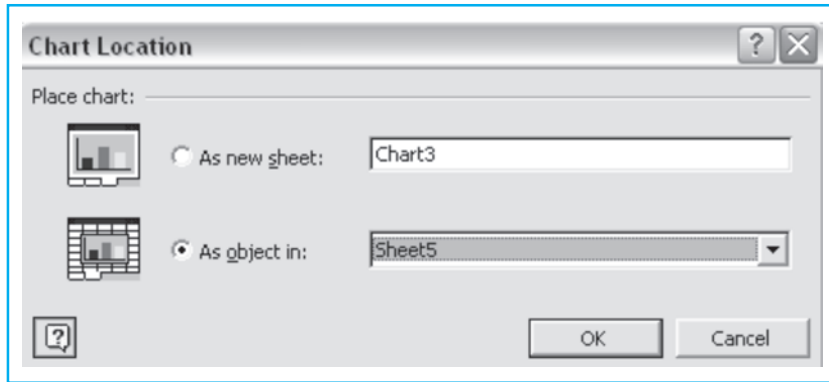 Chart Location
Place chart:
As new sheet: Chart3
As object in: Sheet5
OK Cancel